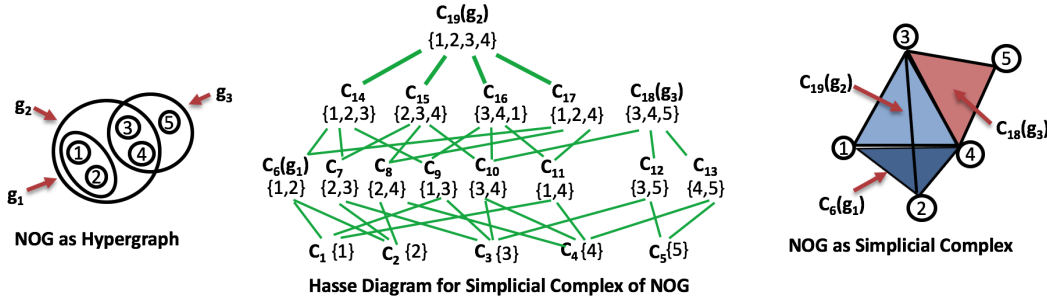 g₂
g₃
3
5
4
1
2
g₁
NOG as Hypergraph
C₁₉(g₂)
{1,2,3,4}
C₁₄ C₁₅ C₁₆ C₁₇ C₁₈(g₃)
{1,2,3} {2,3,4} {3,4,1} {1,2,4} {3,4,5}
C₆(g₁) C₇ C₈ C₉ C₁₀ C₁₁ C₁₂ C₁₃
{1,2} {2,3} {2,4} {1,3} {3,4} {1,4} {3,5} {4,5}
C₁ {1} C₂ {2} C₃ {3} C₄ {4} C₅ {5}
Hasse Diagram for Simplicial Complex of NOG
3
5
C₁₉(g₂)
C₁₈(g₃)
1
4
C₆(g₁)
2
NOG as Simplicial Complex